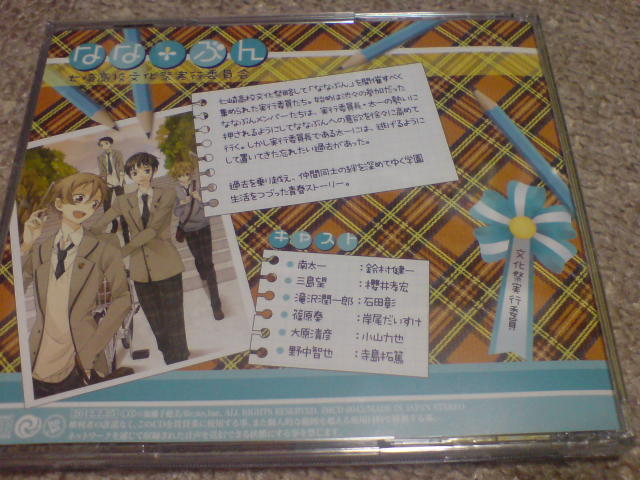 なな+ぶん
七崎高校文化祭実行委員会
七崎高校文化祭略して「ななぶん」を開催すべく
集められた実行委員たち。始めは渋々の参加だった
ななぶんメンバーたちは、実行委員長・太一の勢いに
押されるようにしてななぶんへの意欲を徐々に高めて
行く。しかし実行委員長である太一には、逃げるように
して置いてきた忘れたい過去があった。
過去を乗り越え、仲間同士の絆を深めてゆく学園
生活をつづった青春ストーリー。
キャスト
南太一：鈴村健一
三島望：櫻井孝宏
滝沢潤一郎：石田彰
篠原奏：岸尾だいすけ
大原清彦：小山力也
野中智也：寺島拓篤
文化祭実行委員
ALL RIGHTS RESERVED. MADE IN JAPAN STEREO